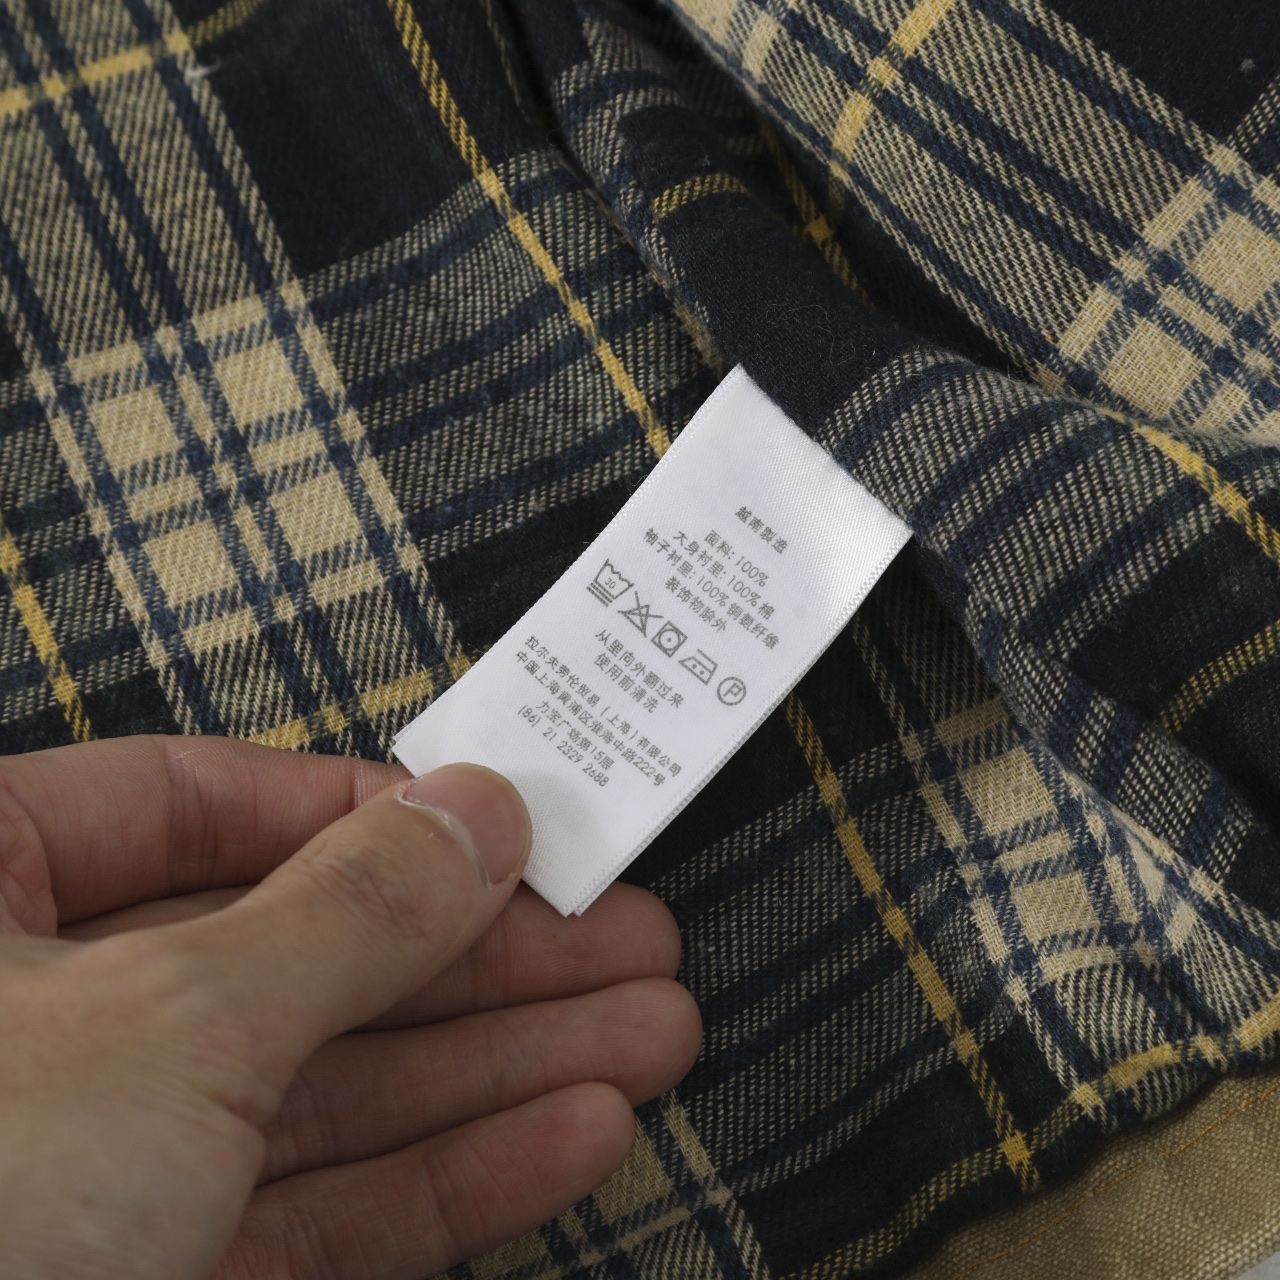 越南製造
面料: 100%
大身衬里: 100% 棉
袖子衬里: 100% 铜氨纤维
装饰物除外
30
P
从里向外翻过来
使用前清洗
拉尔夫劳伦贸易 (上海) 有限公司
中国上海黄浦区淮海中路222号
力宝广场第15层
(86) 21 2329 2688